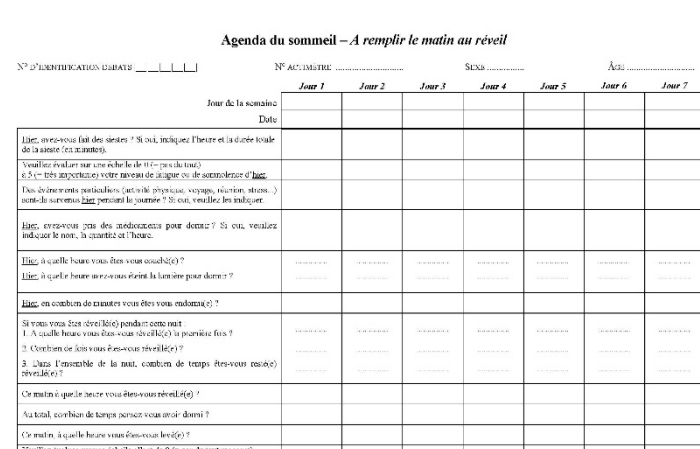 Agenda du sommeil – A remplir le matin au réveil
N° D'IDENTIFICATION DEBATS |__|__|__|__|__|
N° ACTIMÈTRE ............................
SEXE ...............
ÂGE ............................
Jour 1 Jour 2 Jour 3 Jour 4 Jour 5 Jour 6 Jour 7
Jour de la semaine
Date
Hier, avez-vous fait des siestes ? Si oui, indiquez l'heure et la durée totale
de la sieste (en minutes).
Veuillez évaluer sur une échelle de 0 (= pas du tout)
à 5 (= très importante) votre niveau de fatigue ou de somnolence d'hier.
Des évènements particuliers (activité physique, voyage, réunion, stress...)
sont-ils survenus hier pendant la journée ? Si oui, veuillez les indiquer.
Hier, avez-vous pris des médicaments pour dormir ? Si oui, veuillez
indiquer le nom, la quantité et l'heure.
Hier, à quelle heure vous êtes-vous couché(e) ?
Hier, à quelle heure avez-vous éteint la lumière pour dormir ?
Hier, en combien de minutes vous êtes vous endormi(e) ?
Si vous vous êtes réveillé(e) pendant cette nuit :
1. A quelle heure vous êtes-vous réveillé(e) la première fois ?
2. Combien de fois vous êtes-vous réveillé(e) ?
3. Dans l'ensemble de la nuit, combien de temps êtes-vous resté(e)
réveillé(e) ?
Ce matin à quelle heure vous êtes-vous réveillé(e) ?
Au total, combien de temps pensez vous avoir dormi ?
Ce matin, à quelle heure vous êtes-vous levé(e) ?